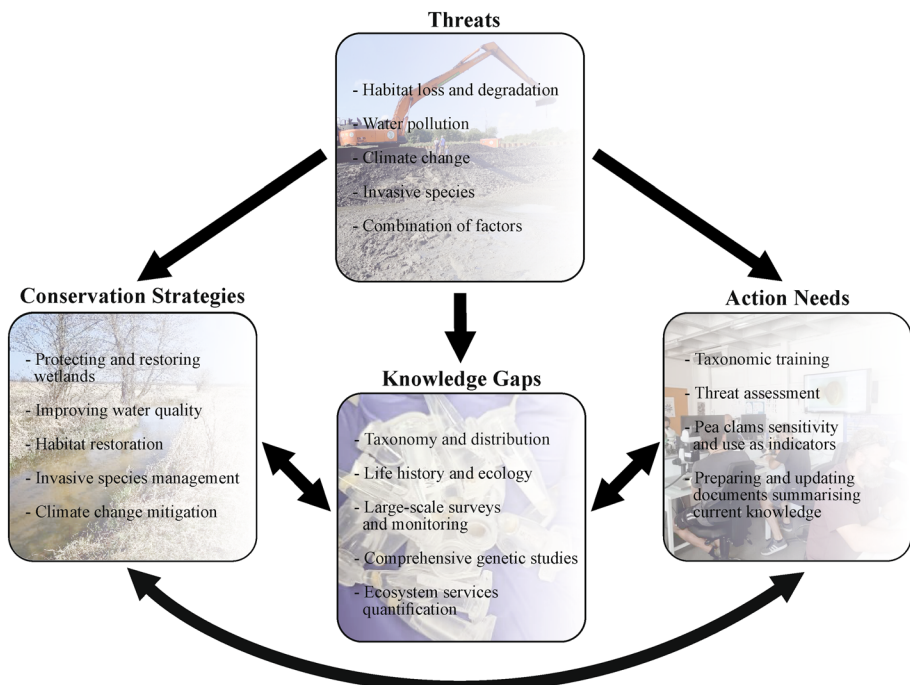 Threats
- Habitat loss and degradation
- Water pollution
- Climate change
- Invasive species
- Combination of factors
Conservation Strategies
- Protecting and restoring
wetlands
- Improving water quality
- Habitat restoration
- Invasive species management
- Climate change mitigation
Knowledge Gaps
- Taxonomy and distribution
- Life history and ecology
- Large-scale surveys
and monitoring
- Comprehensive genetic studies
- Ecosystem services
quantification
Action Needs
- Taxonomic training
- Threat assessment
- Pea clams sensitivity
and use as indicators
- Preparing and updating
documents summarising
current knowledge